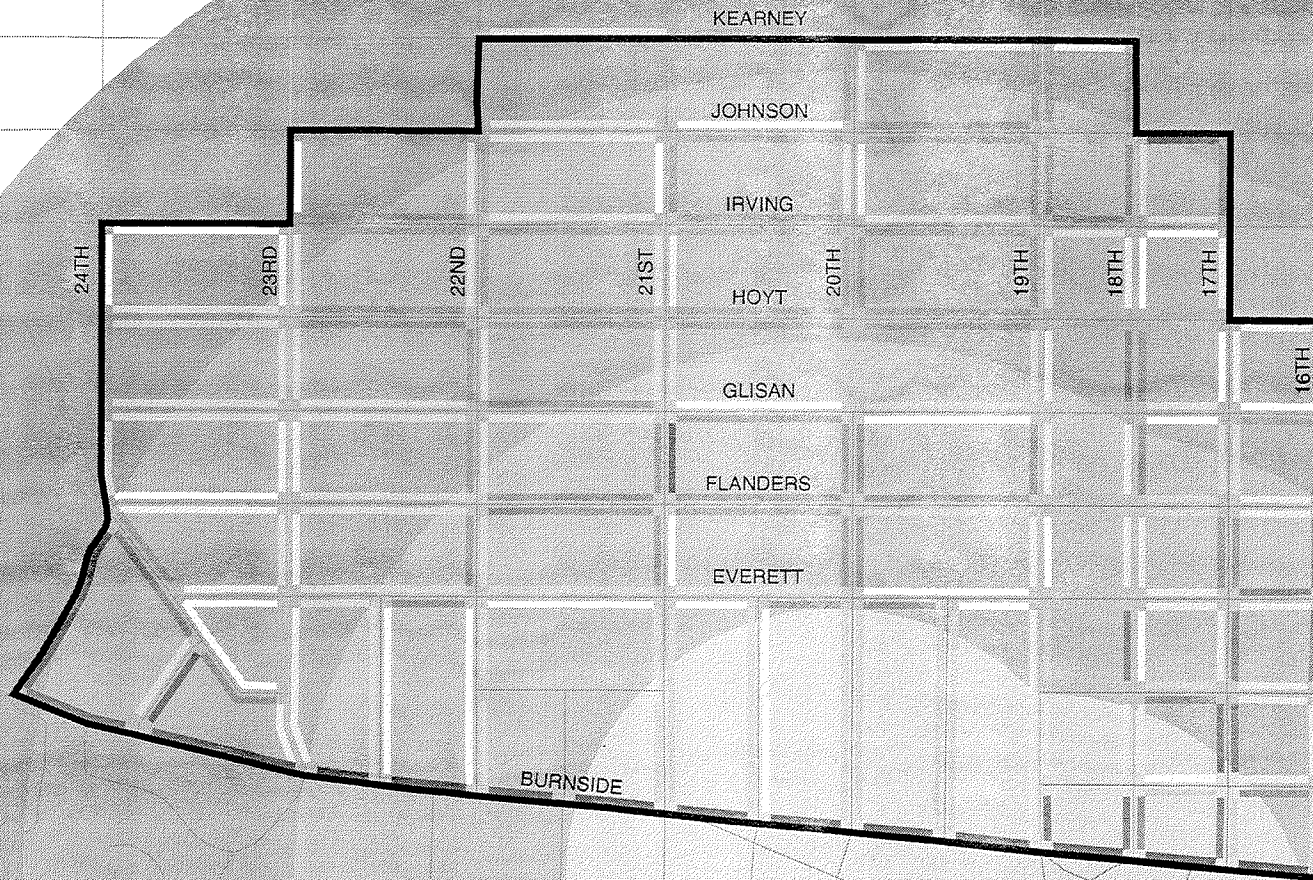 KEARNEY
JOHNSON
IRVING
24TH
23RD
22ND
21ST
20TH
19TH
18TH
17TH
HOYT
16TH
GLISAN
FLANDERS
EVERETT
BURNSIDE